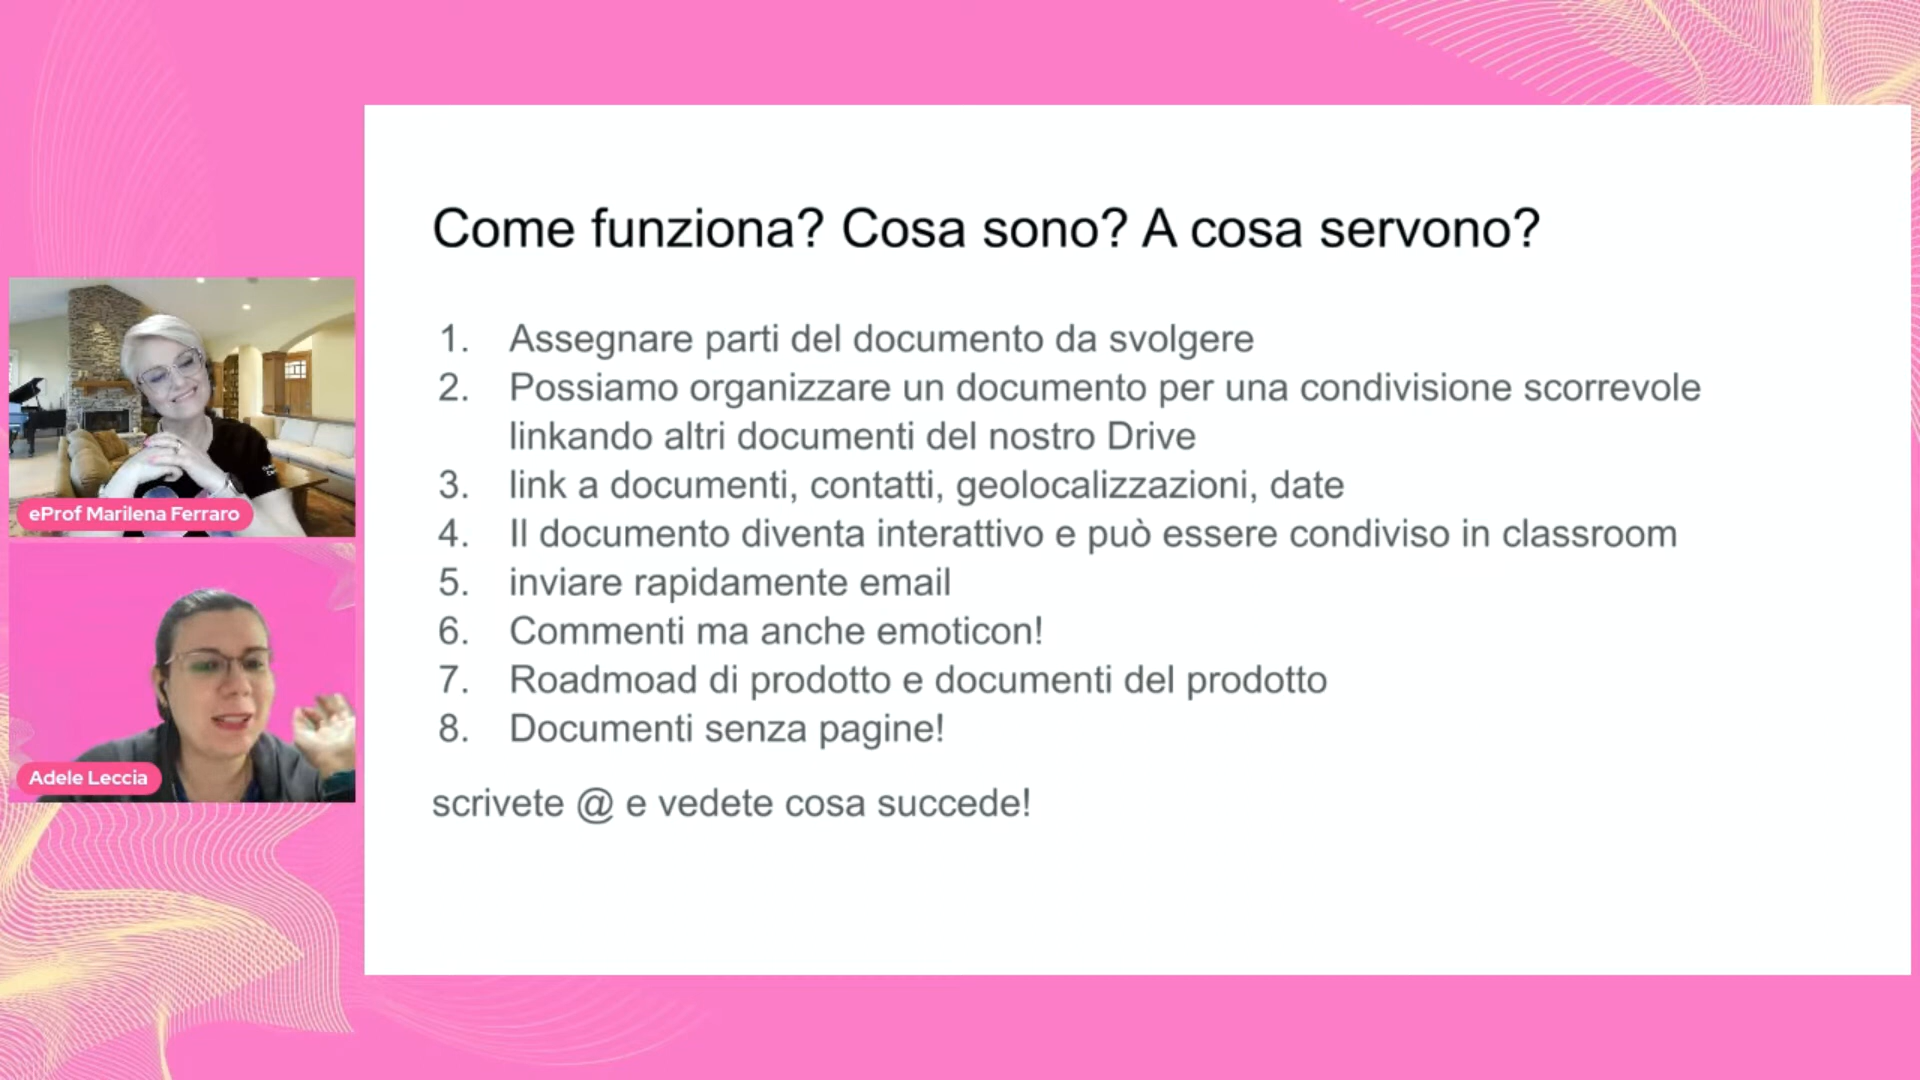 Come funziona? Cosa sono? A cosa servono?
1. Assegnare parti del documento da svolgere
2. Possiamo organizzare un documento per una condivisione scorrevole
linkando altri documenti del nostro Drive
3. link a documenti, contatti, geolocalizzazioni, date
4. Il documento diventa interattivo e può essere condiviso in classroom
5. inviare rapidamente email
6. Commenti ma anche emoticon!
7. Roadmoad di prodotto e documenti del prodotto
8. Documenti senza pagine!
scrivete @ e vedete cosa succede!
eProf Marilena Ferraro
Adele Leccia